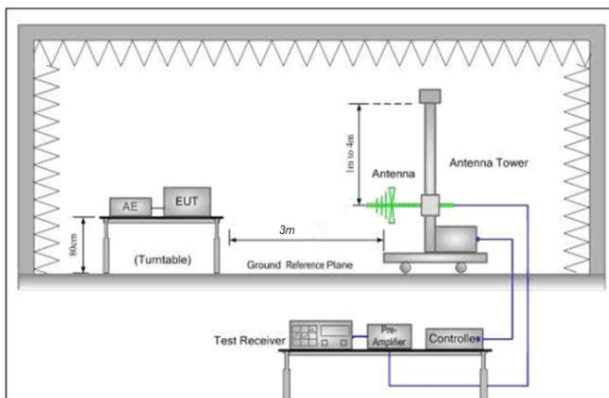 1m to 4m
Antenna
Antenna Tower
AE
EUT
80cm
(Turntable)
3m
Ground Reference Plane
Test Receiver
Pre-
Amplifier
Controller